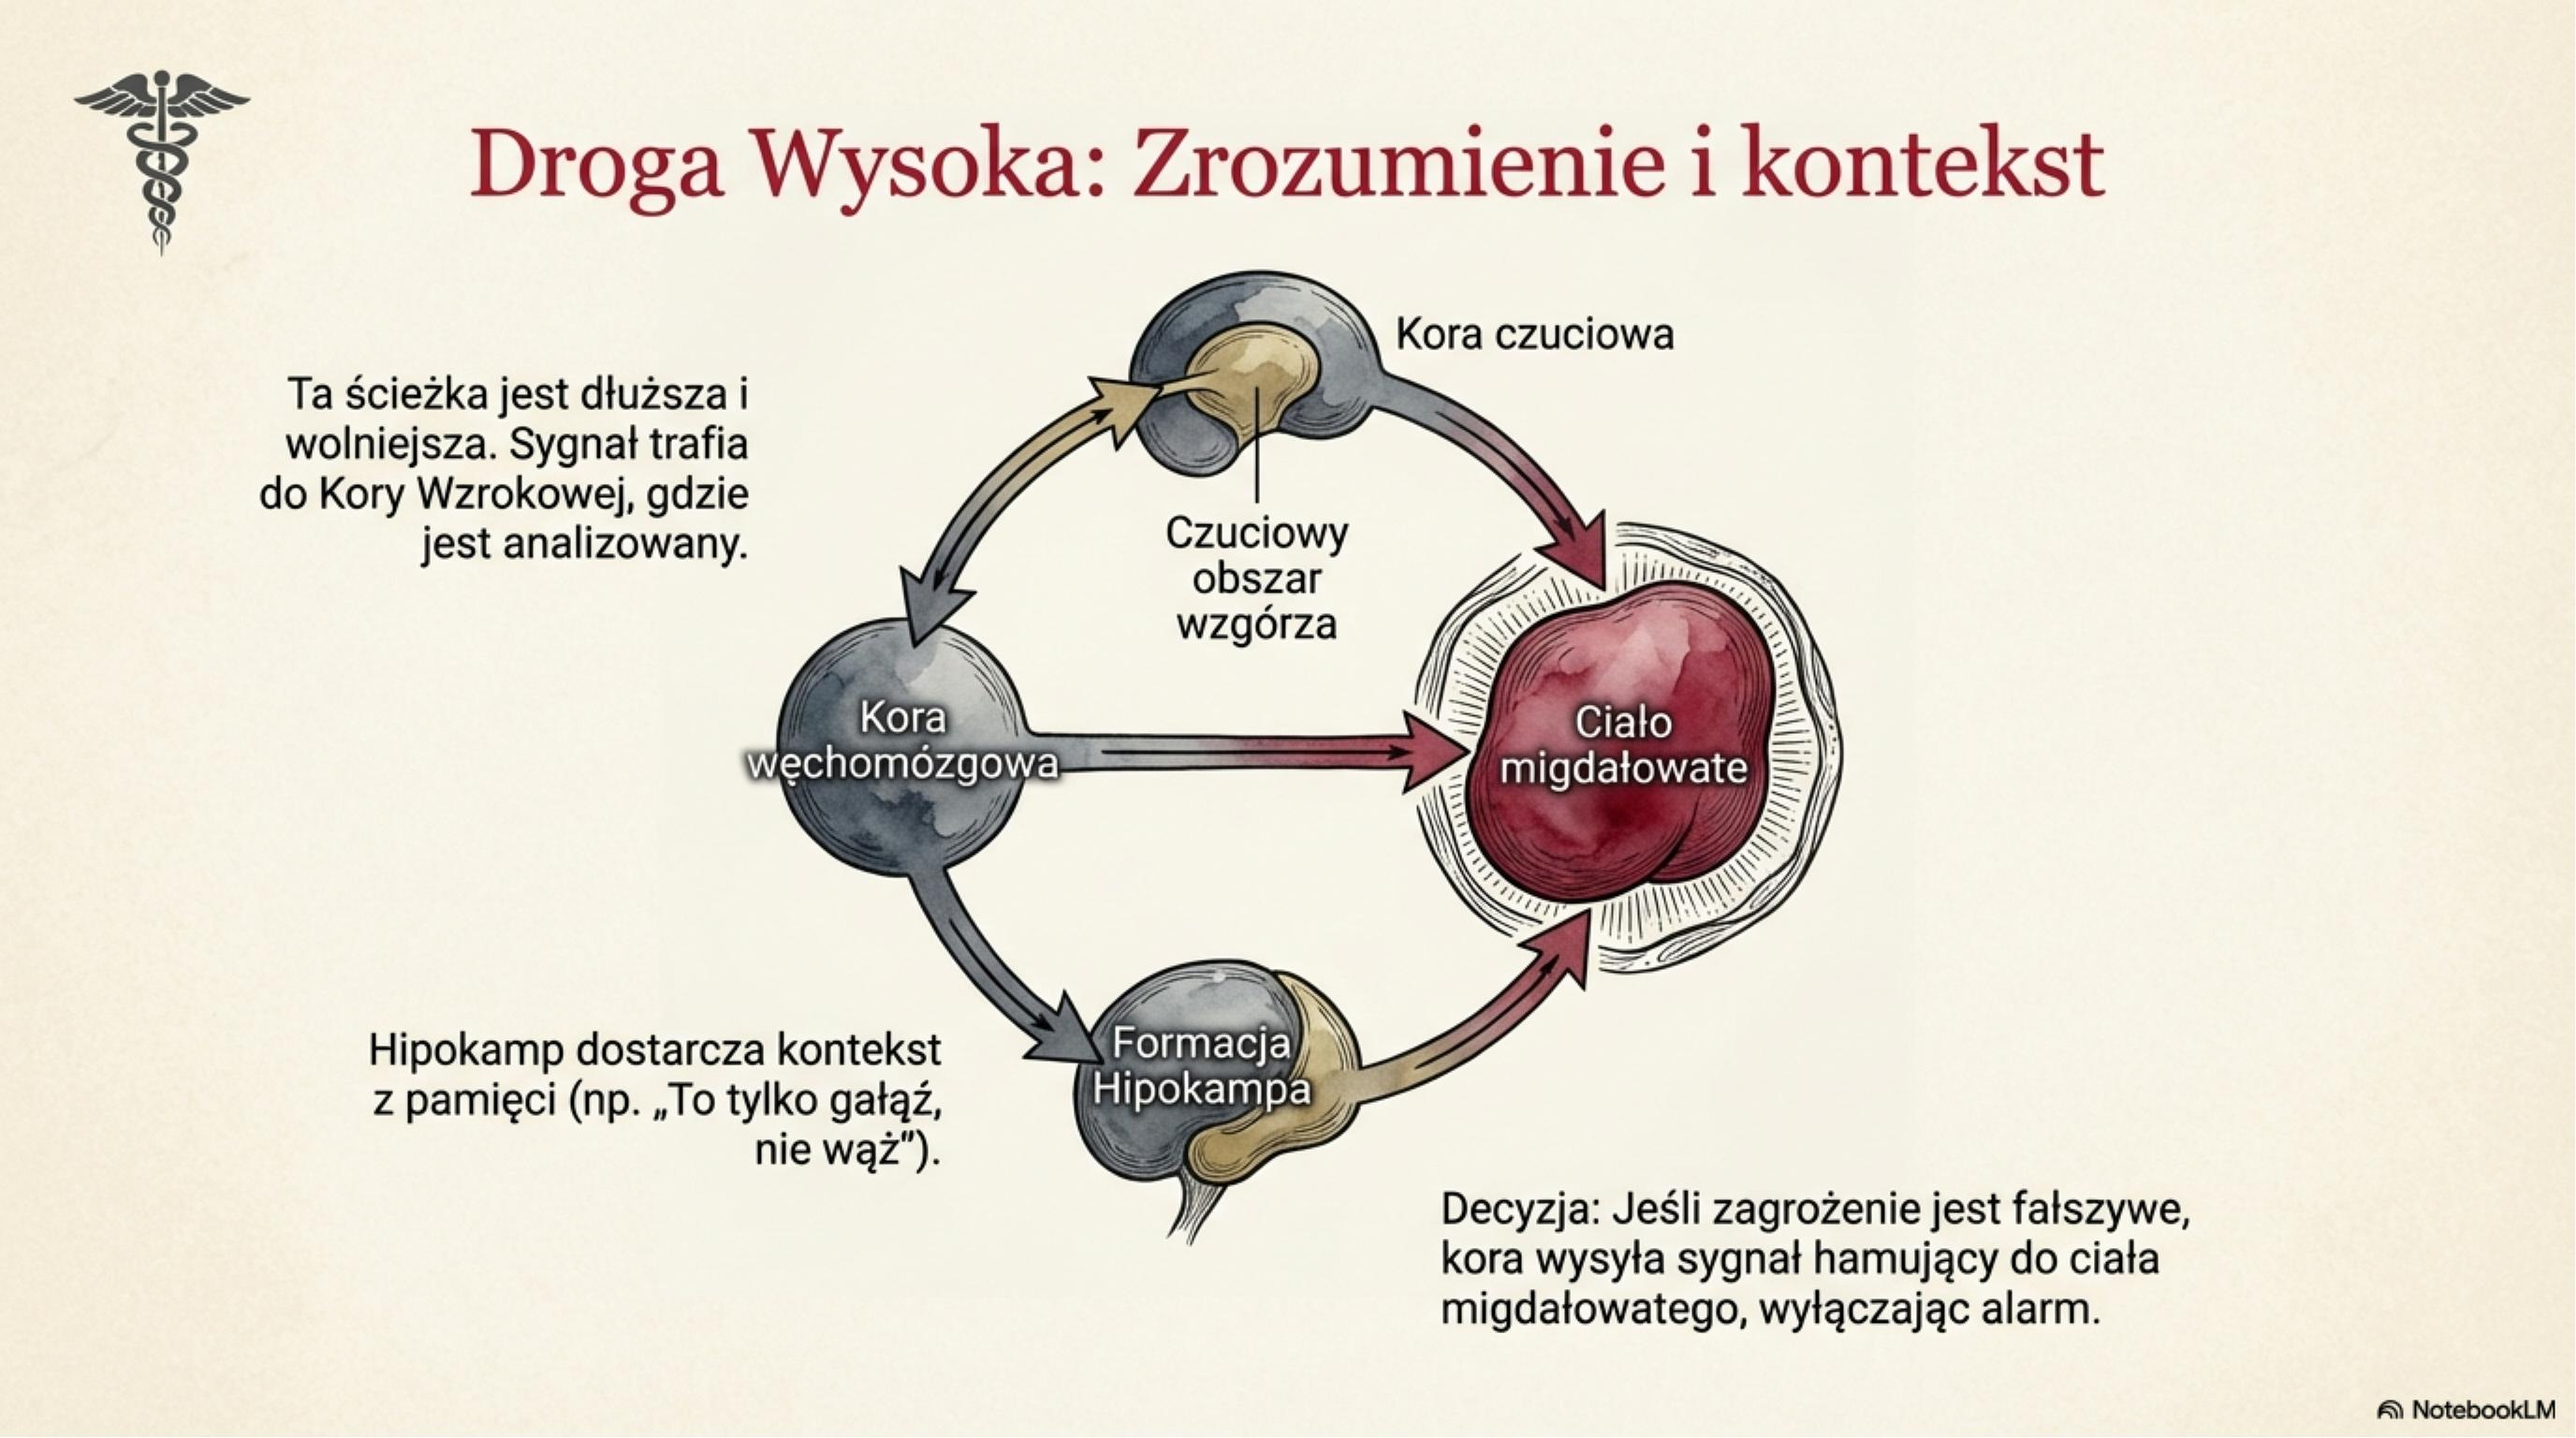 Droga Wysoka: Zrozumienie i kontekst
Kora czuciowa
Ta ścieżka jest dłuższa i
wolniejsza. Sygnał trafia
do Kory Wzrokowej, gdzie
jest analizowany.
Czuciowy
obszar
wzgórza
Kora
węchomózgowa
Ciało
migdałowate
Formacja
Hipokampa
Hipokamp dostarcza kontekst
z pamięci (np. „To tylko gałąź,
nie wąż”).
Decyzja: Jeśli zagrożenie jest fałszywe,
kora wysyła sygnał hamujący do ciała
migdałowatego, wyłączając alarm.
NotebookLM